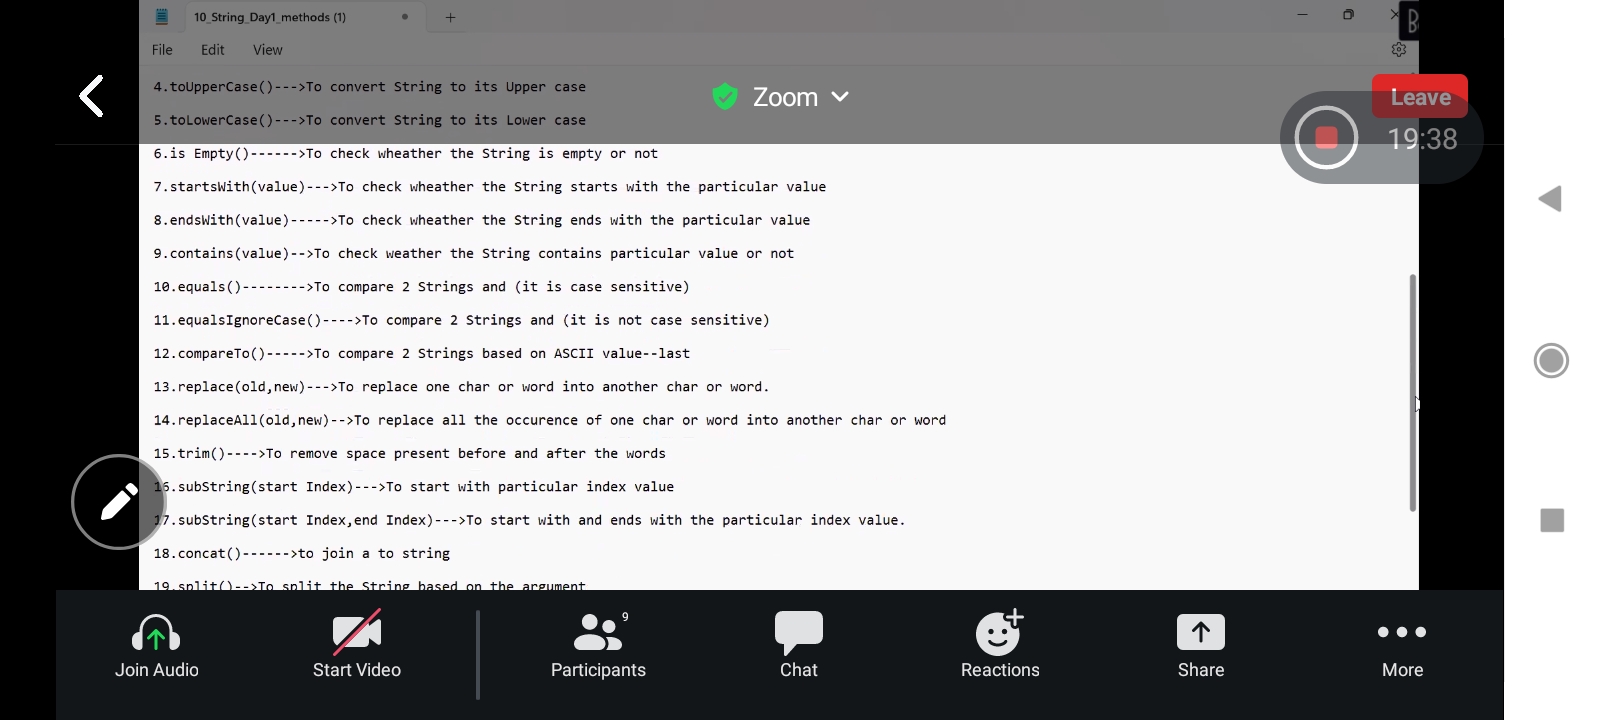 10_String_Day1_methods (1)
File Edit View
4.toUpperCase()--->To convert String to its Upper case
Zoom
Leave
5.toLowerCase()--->To convert String to its Lower case
19:38
6.is Empty()------>To check wheather the String is empty or not
7.startsWith(value)--->To check wheather the String starts with the particular value
8.endsWith(value)----->To check wheather the String ends with the particular value
9.contains(value)-->To check weather the String contains particular value or not
10.equals()-------->To compare 2 Strings and (it is case sensitive)
11.equalsIgnoreCase()---->To compare 2 Strings and (it is not case sensitive)
12.compareTo()----->To compare 2 Strings based on ASCII value--last
13.replace(old,new)--->To replace one char or word into another char or word.
14.replaceAll(old,new)-->To replace all the occurence of one char or word into another char or word
15.trim()---->To remove space present before and after the words
16.subString(start Index)--->To start with particular index value
17.subString(start Index,end Index)--->To start with and ends with the particular index value.
18.concat()------>to join a to string
19.split()-->To split the String based on the argument
9
Join Audio Start Video Participants Chat Reactions Share More